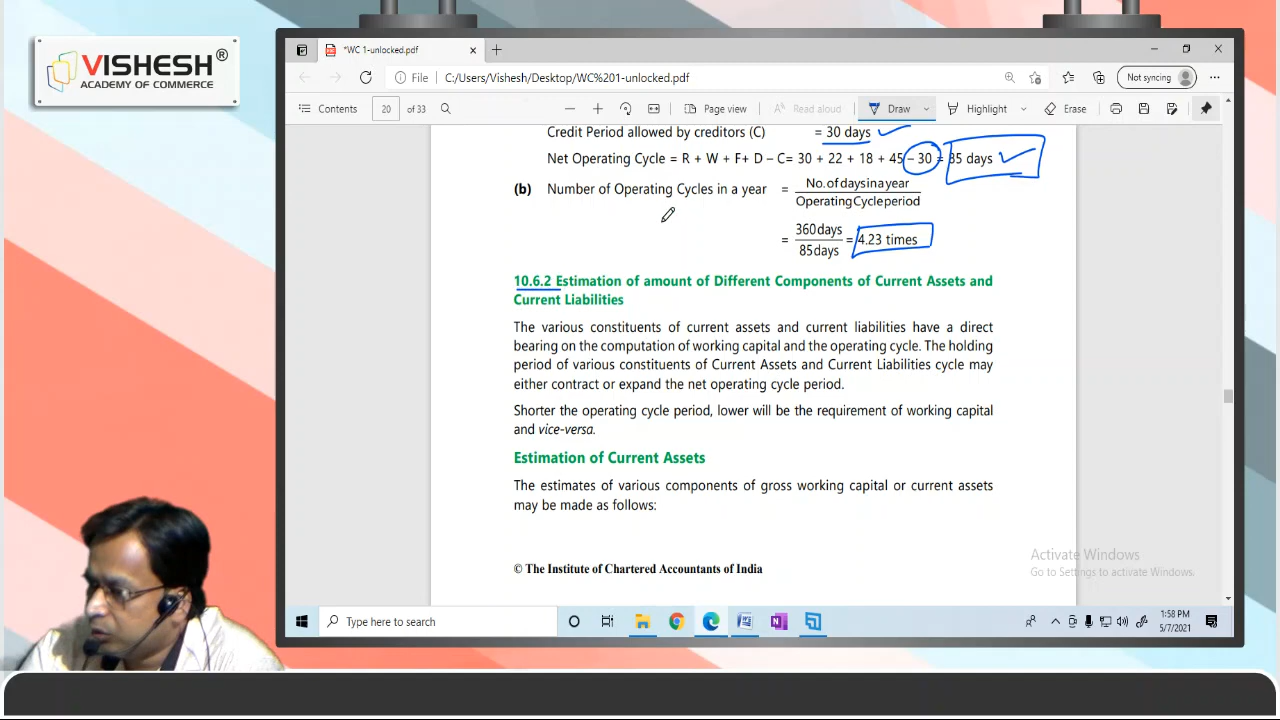 VISHESH®
ACADEMY OF COMMERCE
*WC 1-unlocked.pdf
File C:/Users/Vishesh/Desktop/WC%201-unlocked.pdf
Not syncing
Contents 20 of 33 Page view Read aloud Draw Highlight Erase
Credit Period allowed by creditors (C) = 30 days
Net Operating Cycle = R + W + F+ D – C= 30 + 22 + 18 + 45 – 30 = 85 days
(b) Number of Operating Cycles in a year = No. of days in a year
Operating Cycle period
= 360 days
85 days = 4.23 times
10.6.2 Estimation of amount of Different Components of Current Assets and
Current Liabilities
The various constituents of current assets and current liabilities have a direct
bearing on the computation of working capital and the operating cycle. The holding
period of various constituents of Current Assets and Current Liabilities cycle may
either contract or expand the net operating cycle period.
Shorter the operating cycle period, lower will be the requirement of working capital
and vice-versa.
Estimation of Current Assets
The estimates of various components of gross working capital or current assets
may be made as follows:
© The Institute of Chartered Accountants of India
Activate Windows
Go to Settings to activate Windows.
Type here to search
1:58 PM
5/7/2021